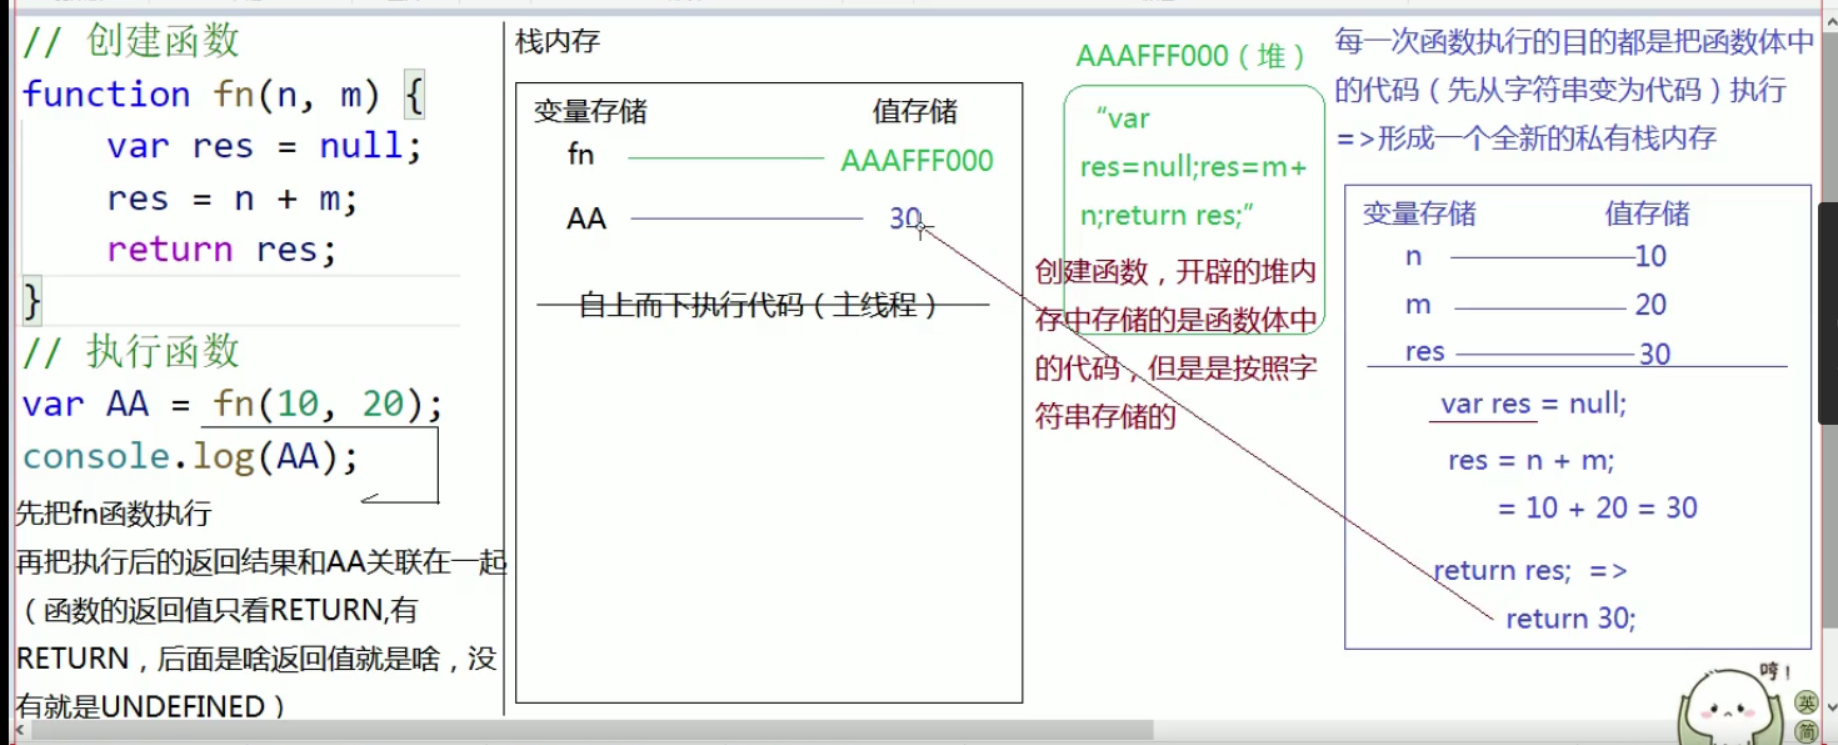 // 创建函数
function fn(n, m) {
var res = null;
res = n + m;
return res;
}
// 执行函数
var AA = fn(10, 20);
console.log(AA);
先把fn函数执行
再把执行后的返回结果和AA关联在一起
（函数的返回值只看RETURN,有
RETURN，后面是啥返回值就是啥，没
有就是UNDEFINED）
栈内存
变量存储 值存储
fn AAAFFF000
AA 30
自上而下执行代码（主线程）
AAAFFF000（堆）
“var
res=null;res=m+
n;return res;”
创建函数，开辟的堆内
存中存储的是函数体中
的代码，但是是按照字
符串存储的
每一次函数执行的目的都是把函数体中
的代码（先从字符串变为代码）执行
=>形成一个全新的私有栈内存
变量存储 值存储
n 10
m 20
res 30
var res = null;
res = n + m;
= 10 + 20 = 30
return res; =>
return 30;
哼！
英
简